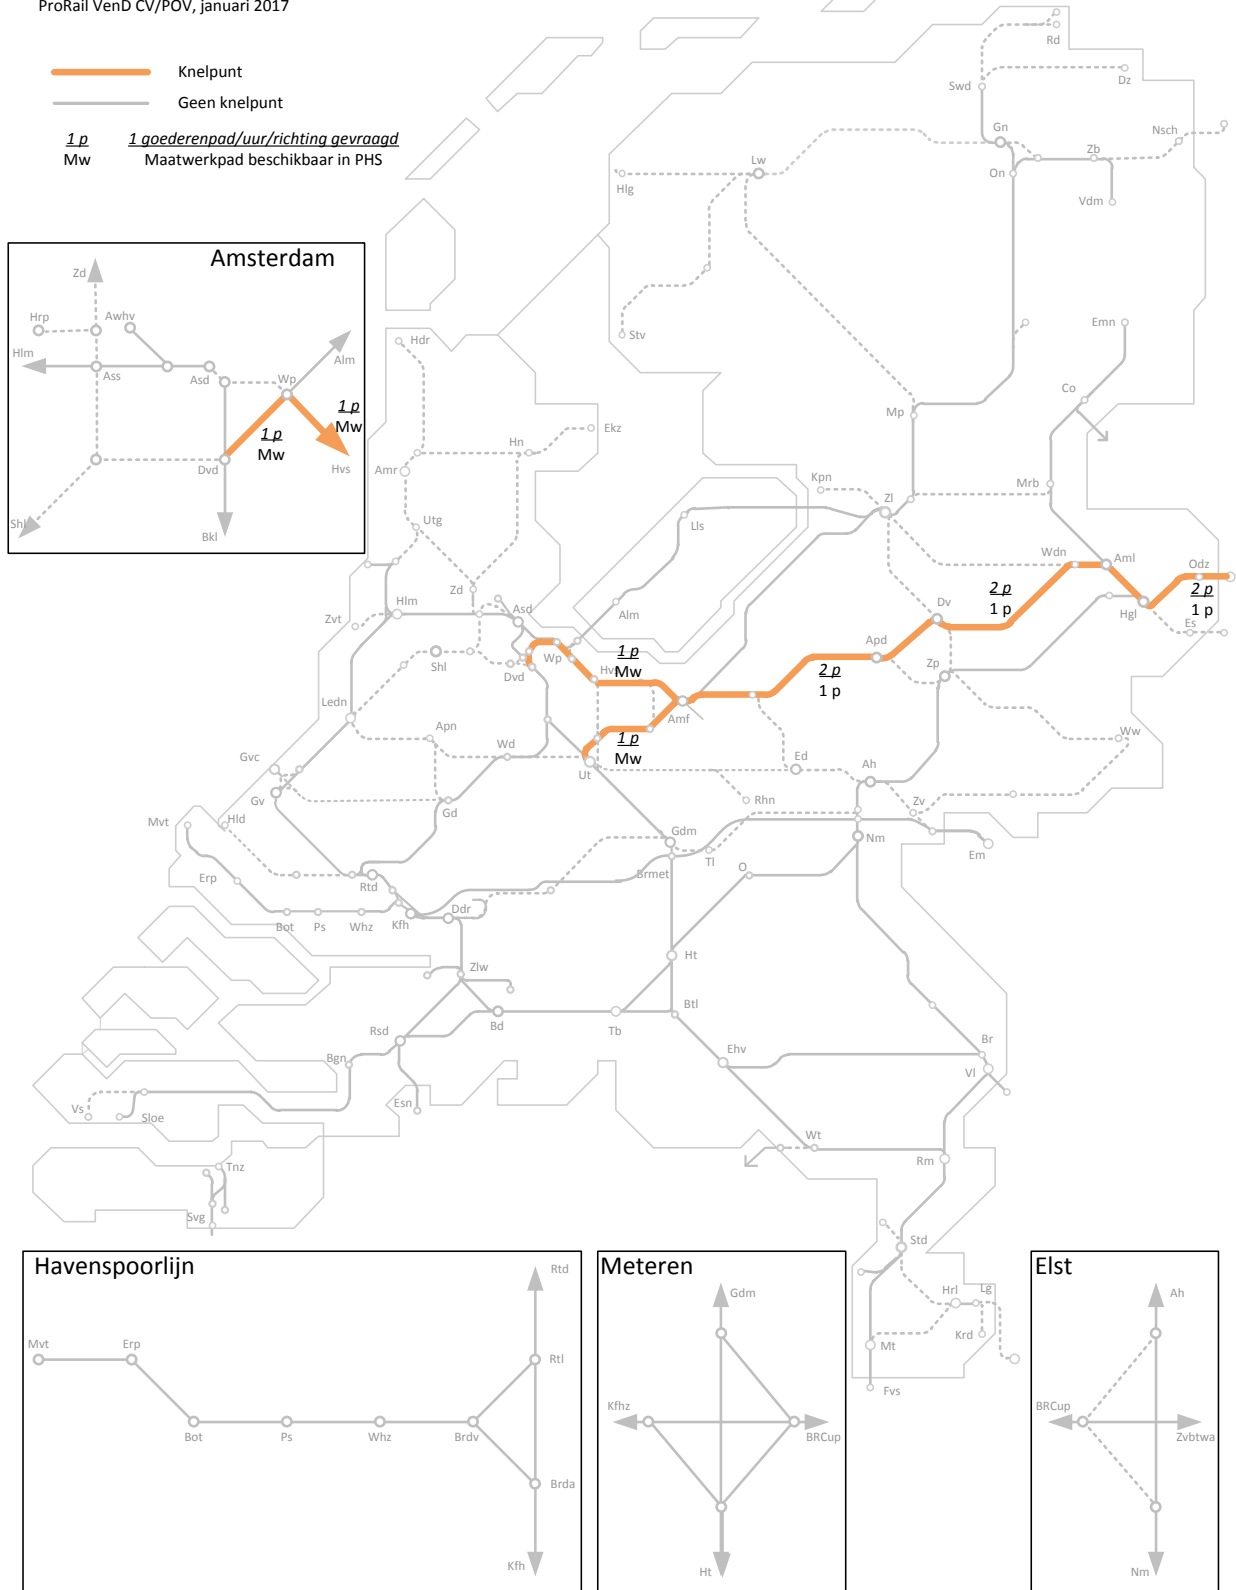 ProRail VenD CV/POV, januari 2017
Knelpunt
Geen knelpunt
1 p 1 goederenpad/uur/richting gevraagd
Mw Maatwerkpad beschikbaar in PHS
Rd
Dz
Swd
Nsch
Gn
Zb
Lw
On
Hlg
Vdm
Stv
Emn
Co
Mp
Amsterdam
Zd
Hrp
Awhv
Hlm
Alm
Ass
Asd
Wp
1 p
Mw
1 p
Mw
Dvd
Hvs
Shl
Bkl
Hdr
Ekz
Hn
Amr
Kpn
Mrb
Zl
Utg
Lls
Wdn
Aml
Odz
Zd
2 p
1 p
2 p
1 p
Hlm
Asd
Alm
Dv
Hgl
Zvt
Es
Apd
Shl
Wp
1 p
Mw
Hvs
Dvd
2 p
1 p
Zp
Ledn
Amf
Apn
Wd
1 p
Mw
Ww
Gvc
Ut
Ed
Ah
Gv
Gd
Rhn
Zv
Mvt
Hld
Gdm
Nm
Em
Tl
Erp
Rtd
Brmet
O
Bot
Ps
Whz
Kfh
Ddr
Ht
Zlw
Btl
Rsd
Bd
Tb
Ehv
Br
Bgn
Vl
Vs
Sloe
Esn
Wt
Rm
Tnz
Svg
Std
Hrl
Lg
Krd
Mt
Fvs
Havenspoorlijn
Rtd
Mvt
Erp
Rtl
Bot
Ps
Whz
Brdv
Brda
Kfh
Meteren
Gdm
Kfhz
BRCup
Ht
Elst
Ah
BRCup
Zvbtwa
Nm